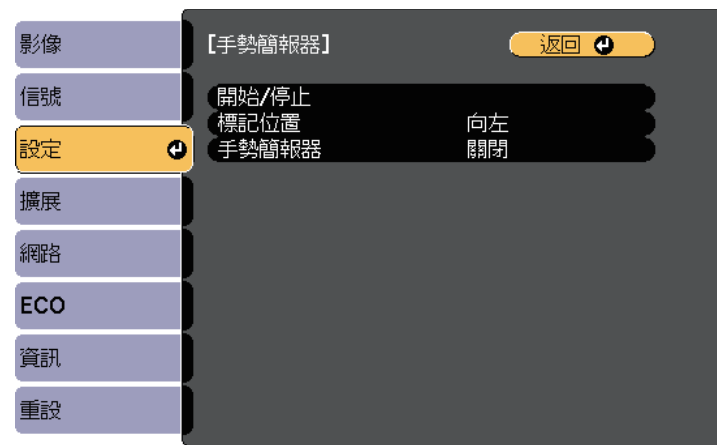 影像
信號
設定
擴展
網路
ECO
資訊
重設
[手勢簡報器]
返回
開始/停止
標記位置 向左
手勢簡報器 關閉